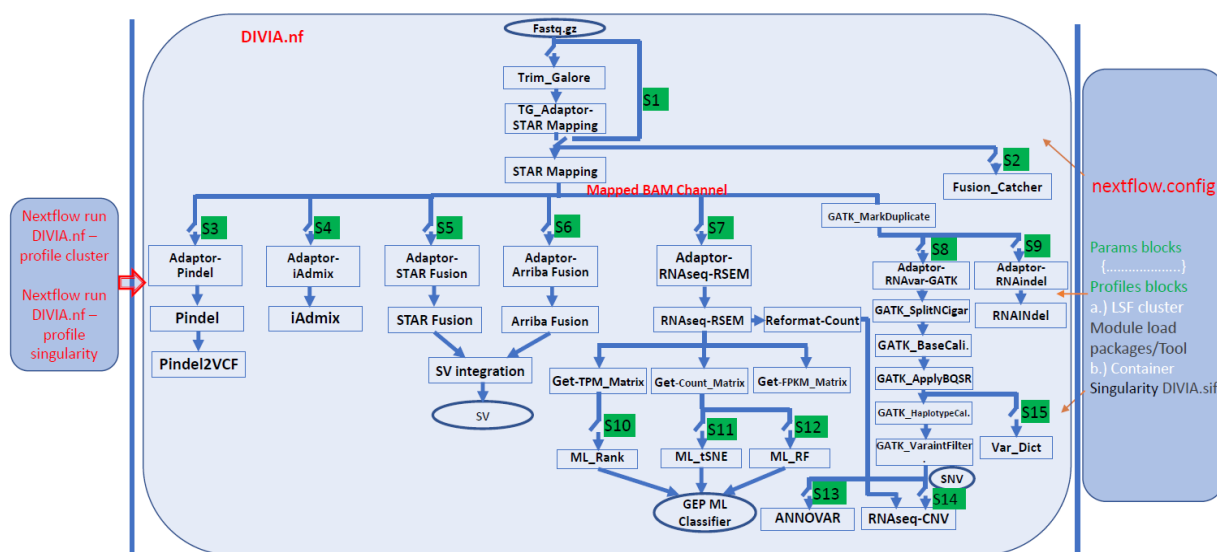 DIVIA.nf
Fastq.gz
Trim_Galore
S1
TG_Adaptor-
STAR Mapping
STAR Mapping
S2
Fusion_Catcher
Mapped BAM Channel
GATK_MarkDuplicate
S3
S4
S5
S6
S7
S8
S9
Adaptor-
Pindel
Adaptor-
iAdmix
Adaptor-
STAR Fusion
Adaptor-
Arriba Fusion
Adaptor-
RNAseq-RSEM
Adaptor-
RNAvar-GATK
Adaptor-
RNAindel
Pindel
iAdmix
STAR Fusion
Arriba Fusion
RNAseq-RSEM
Reformat-Count
GATK_SplitNCigar
RNAINdel
Pindel2VCF
SV integration
GATK_BaseCali.
Get-TPM_Matrix
Get-Count_Matrix
Get-FPKM_Matrix
GATK_ApplyBQSR
SV
S10
S11
S12
GATK_HaplotypeCal.
S15
ML_Rank
ML_tSNE
ML_RF
GATK_VaraintFilter
.
Var_Dict
SNV
S13
S14
GEP ML
Classifier
ANNOVAR
RNAseq-CNV
Nextflow run
DIVIA.nf –
profile cluster
Nextflow run
DIVIA.nf –
profile
singularity
nextflow.config
Params blocks
{....................}
Profiles blocks
a.) LSF cluster
Module load
packages/Tool
b.) Container
Singularity DIVIA.sif